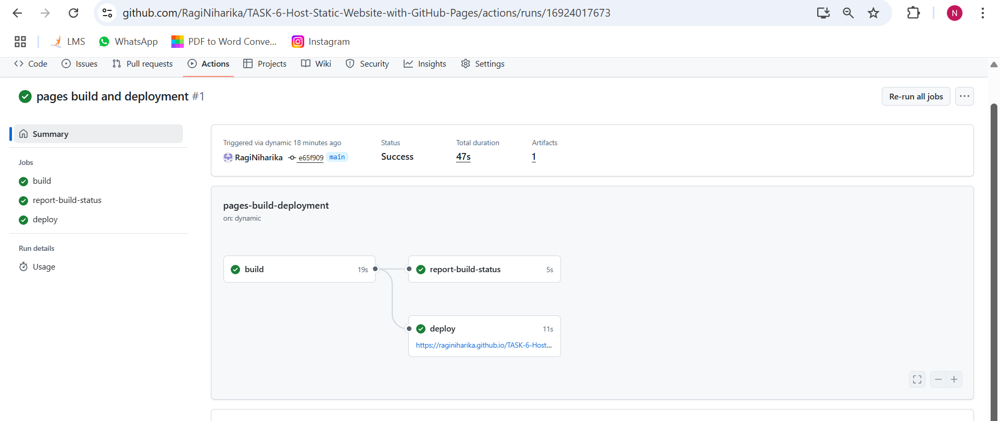 github.com/RagiNiharika/TASK-6-Host-Static-Website-with-GitHub-Pages/actions/runs/16924017673
N
LMS WhatsApp PDF to Word Conve... Instagram
Code Issues Pull requests Actions Projects Wiki Security Insights Settings
pages build and deployment #1
Re-run all jobs
Summary
Jobs
build
report-build-status
deploy
Run details
Usage
Triggered via dynamic 18 minutes ago
RagiNiharika e65f909 main
Status
Success
Total duration
47s
Artifacts
1
pages-build-deployment
on: dynamic
build 19s
report-build-status 5s
deploy 11s
https://raginiharika.github.io/TASK-6-Host...